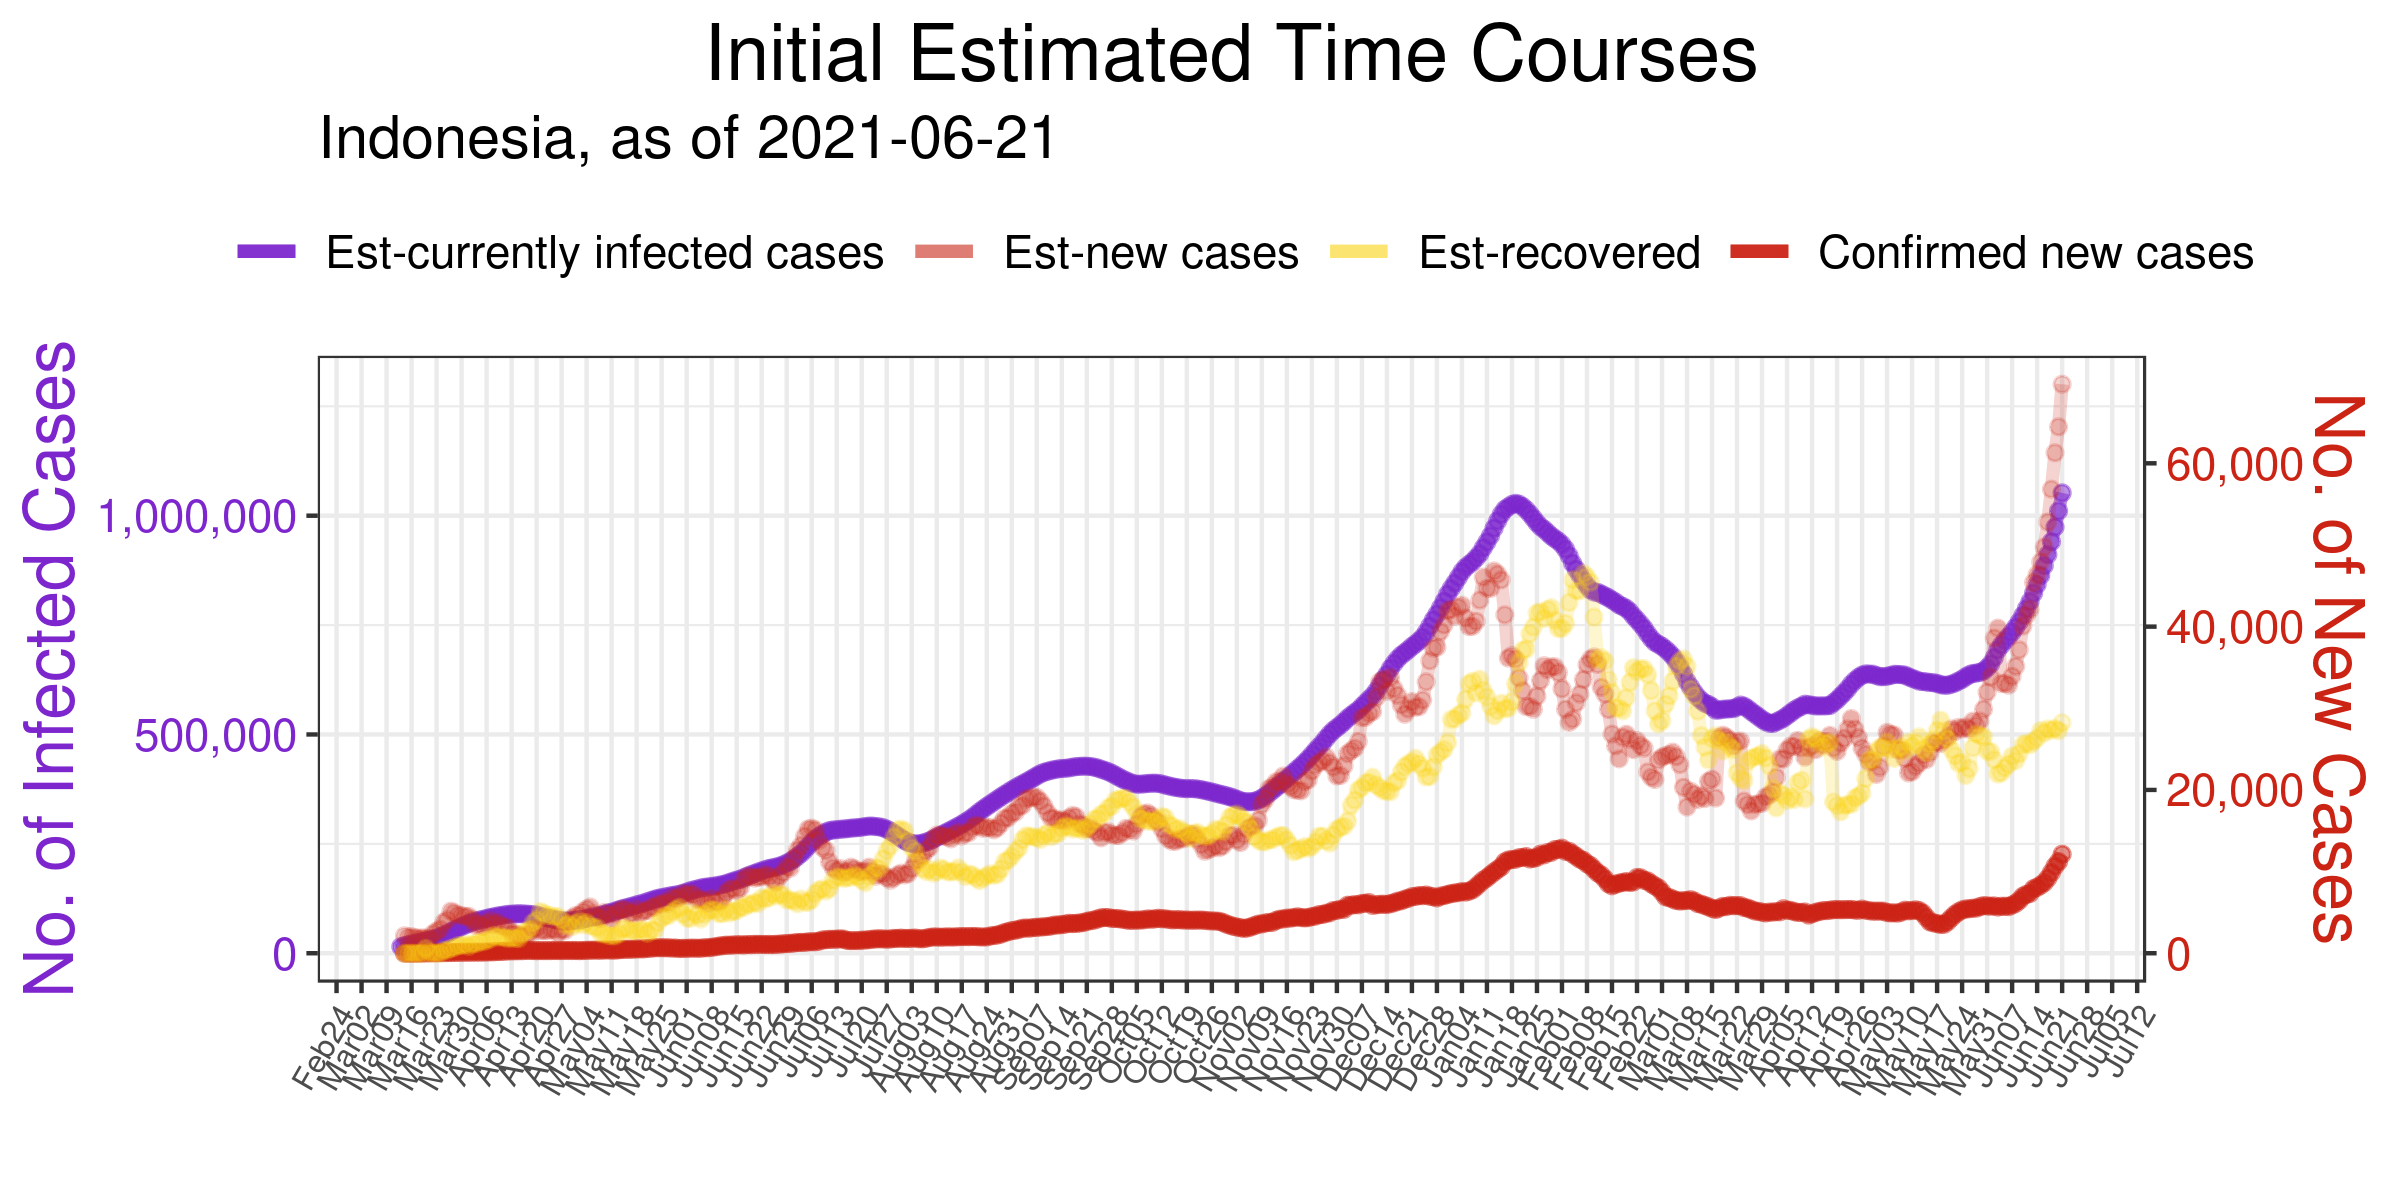 Initial Estimated Time Courses
Indonesia, as of 2021-06-21
Est-currently infected cases
Est-new cases
Est-recovered
Confirmed new cases
No. of Infected Cases
1,000,000
500,000
0
60,000
40,000
20,000
0
No. of New Cases
Feb24
Mar02
Mar09
Mar16
Mar23
Mar30
Apr06
Apr13
Apr20
Apr27
May04
May11
May18
May25
Jun01
Jun08
Jun15
Jun22
Jun29
Jul06
Jul13
Jul20
Jul27
Aug03
Aug10
Aug17
Aug24
Aug31
Sep07
Sep14
Sep21
Sep28
Oct05
Oct12
Oct19
Oct26
Nov02
Nov09
Nov16
Nov23
Nov30
Dec07
Dec14
Dec21
Dec28
Jan04
Jan11
Jan18
Jan25
Feb01
Feb08
Feb15
Feb22
Mar01
Mar08
Mar15
Mar22
Mar29
Apr05
Apr12
Apr19
Apr26
May03
May10
May17
May24
May31
Jun07
Jun14
Jun21
Jun28
Jul05
Jul12